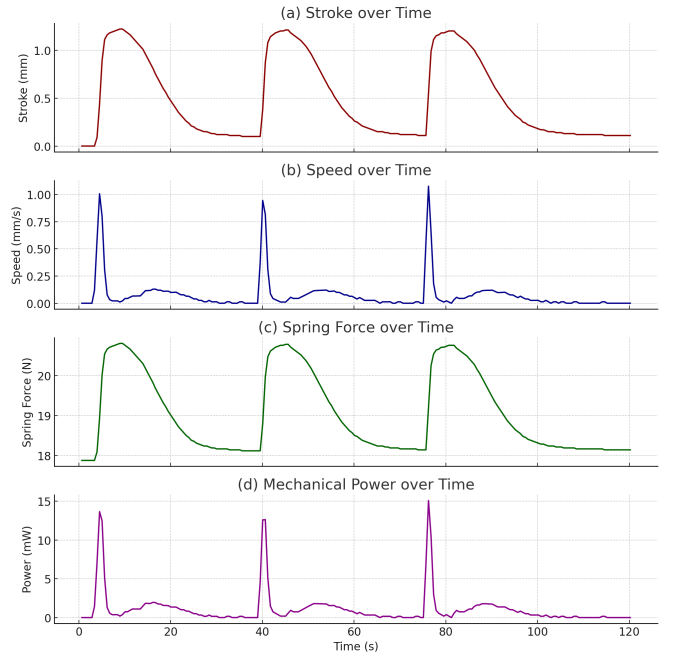 (a) Stroke over Time
Stroke (mm)
1.0
0.5
0.0
(b) Speed over Time
Speed (mm/s)
1.00
0.75
0.50
0.25
0.00
(c) Spring Force over Time
Spring Force (N)
20
19
18
(d) Mechanical Power over Time
Power (mW)
15
10
5
0
0 20 40 60 80 100 120
Time (s)